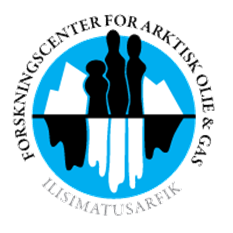 FORSKNINGSCENTER FOR ARKTISK OLIE & GAS
ILISIMATUSARFIK